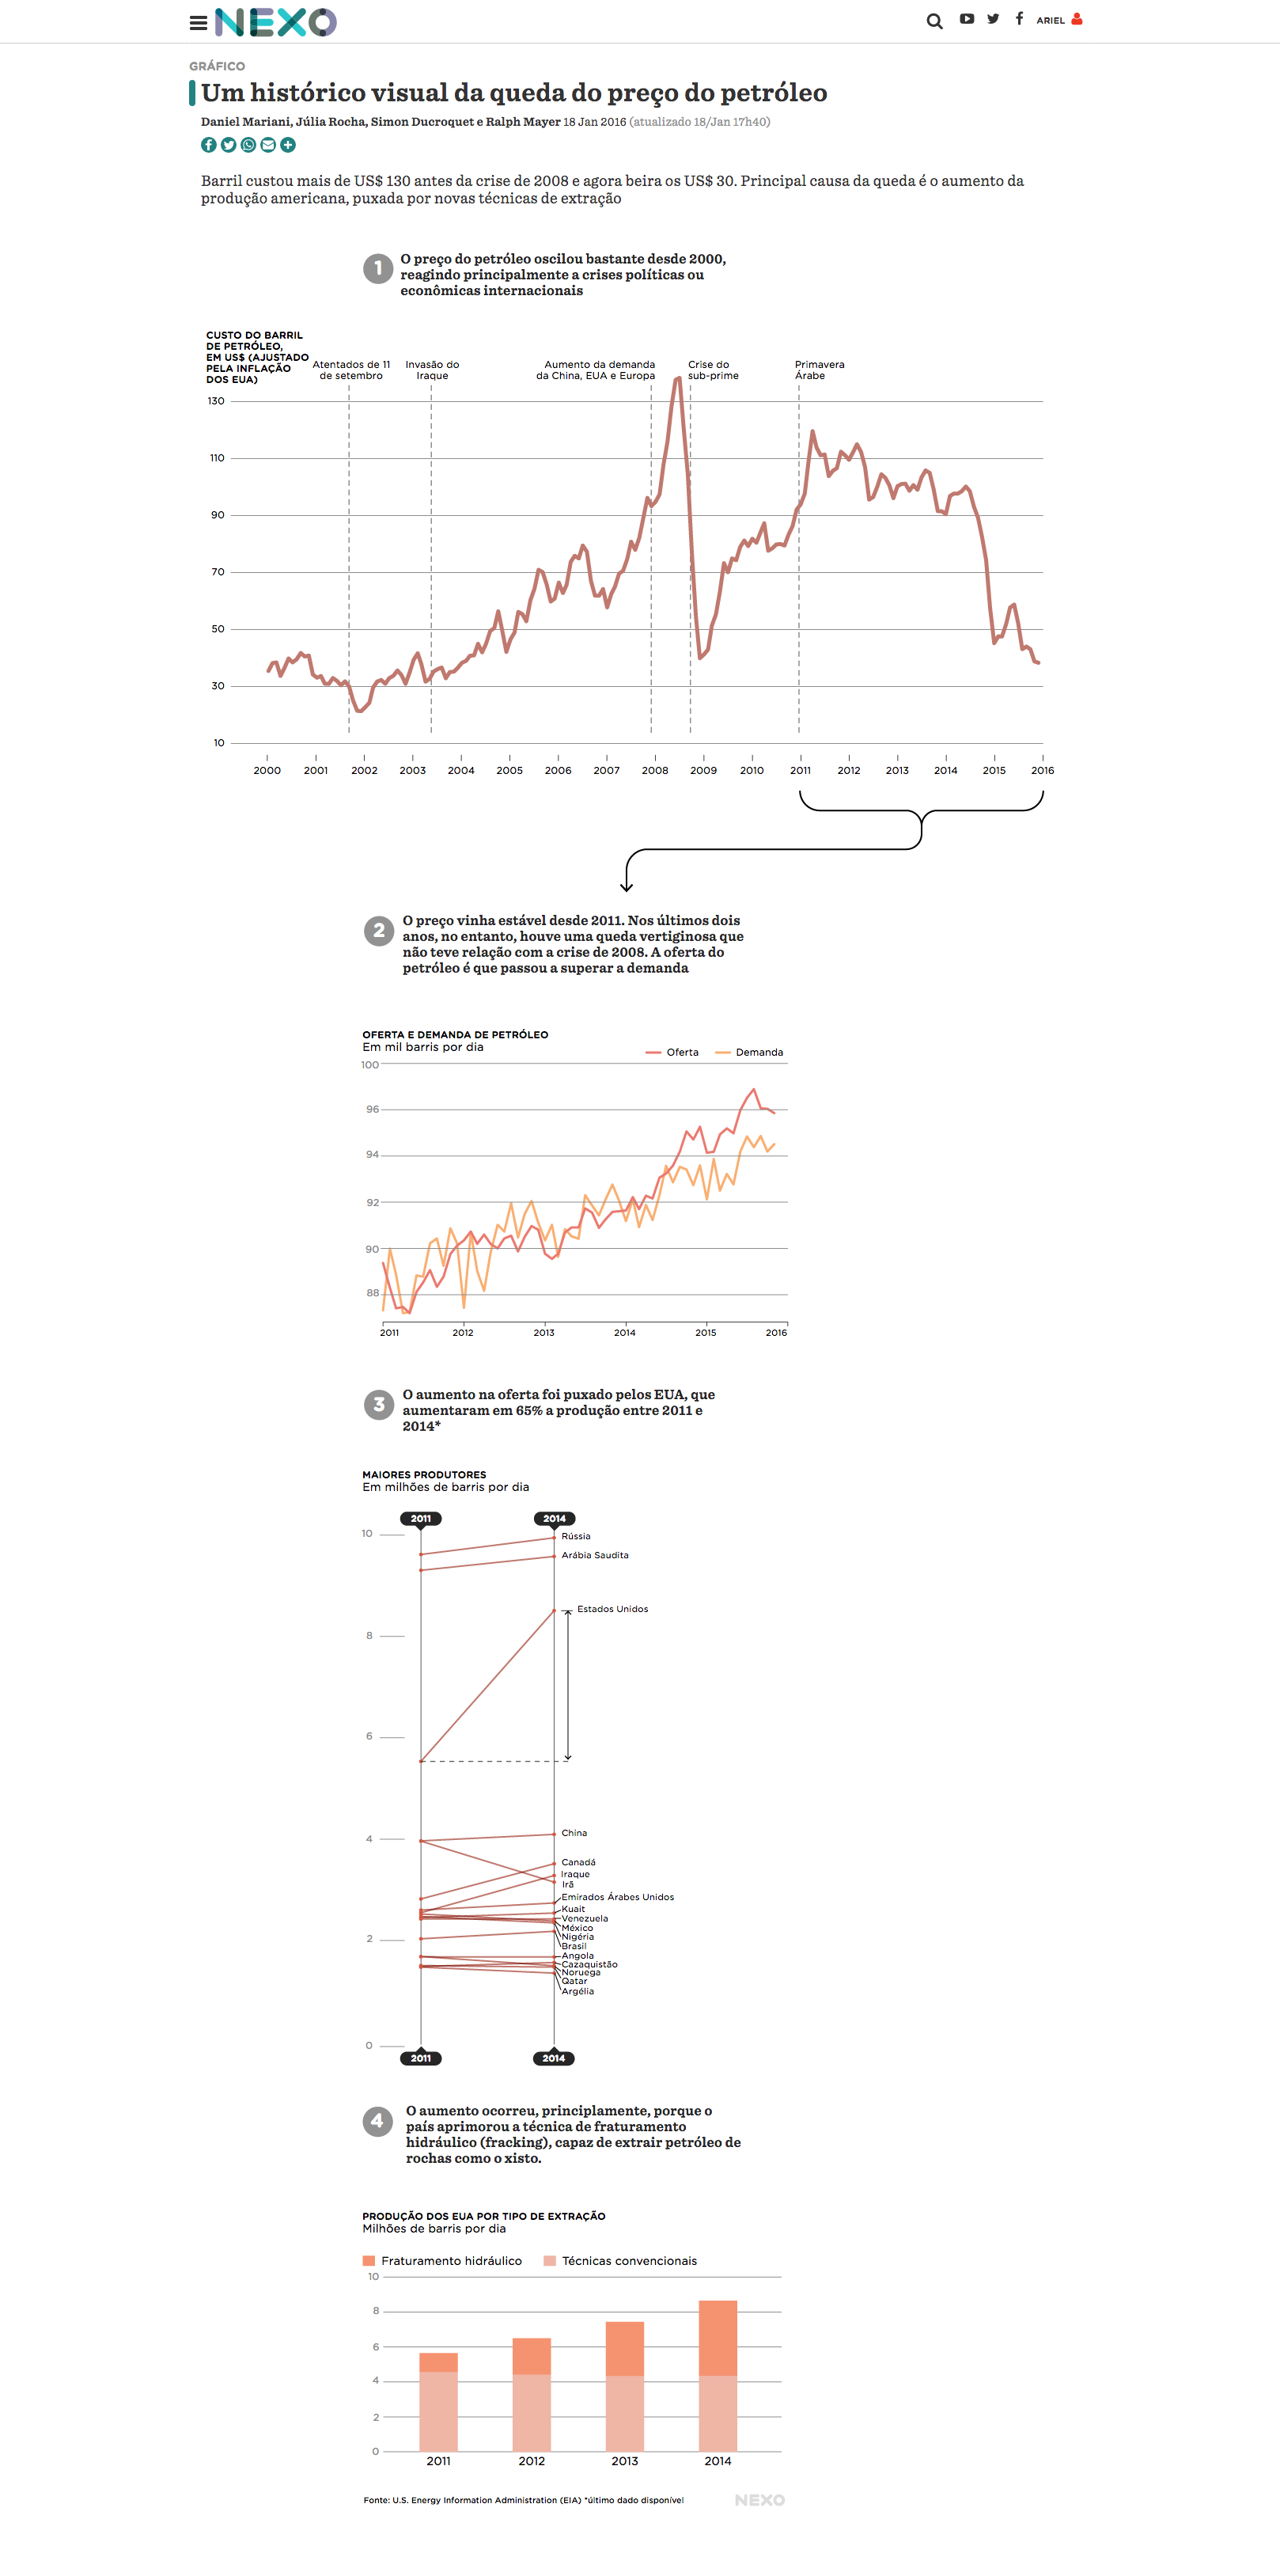 NEXO
ARIEL
GRÁFICO
Um histórico visual da queda do preço do petróleo
Daniel Mariani, Júlia Rocha, Simon Ducroquet e Ralph Mayer 18 Jan 2016 (atualizado 18/Jan 17h40)
Barril custou mais de US$ 130 antes da crise de 2008 e agora beira os US$ 30. Principal causa da queda é o aumento da
produção americana, puxada por novas técnicas de extração
1
O preço do petróleo oscilou bastante desde 2000,
reagindo principalmente a crises políticas ou
econômicas internacionais
CUSTO DO BARRIL
DE PETRÓLEO,
EM US$ (AJUSTADO
PELA INFLAÇÃO
DOS EUA)
Atentados de 11
de setembro
Invasão do
Iraque
Aumento da demanda
da China, EUA e Europa
Crise do
sub-prime
Primavera
Árabe
130
110
90
70
50
30
10
2000 2001 2002 2003 2004 2005 2006 2007 2008 2009 2010 2011 2012 2013 2014 2015 2016
2
O preço vinha estável desde 2011. Nos últimos dois
anos, no entanto, houve uma queda vertiginosa que
não teve relação com a crise de 2008. A oferta do
petróleo é que passou a superar a demanda
OFERTA E DEMANDA DE PETRÓLEO
Em mil barris por dia
Oferta Demanda
100
96
94
92
90
88
2011 2012 2013 2014 2015 2016
3
O aumento na oferta foi puxado pelos EUA, que
aumentaram em 65% a produção entre 2011 e
2014*
MAIORES PRODUTORES
Em milhões de barris por dia
2011 2014
10
Rússia
Arábia Saudita
Estados Unidos
8
6
4
China
Canadá
Iraque
Irã
Emirados Árabes Unidos
Kuait
Venezuela
México
Nigéria
2
Brasil
Angola
Cazaquistão
Noruega
Qatar
Argélia
0
2011 2014
4
O aumento ocorreu, principlamente, porque o
país aprimorou a técnica de fraturamento
hidráulico (fracking), capaz de extrair petróleo de
rochas como o xisto.
PRODUÇÃO DOS EUA POR TIPO DE EXTRAÇÃO
Milhões de barris por dia
Fraturamento hidráulico Técnicas convencionais
10
8
6
4
2
0
2011 2012 2013 2014
Fonte: U.S. Energy Information Administration (EIA) *último dado disponível
NEXO